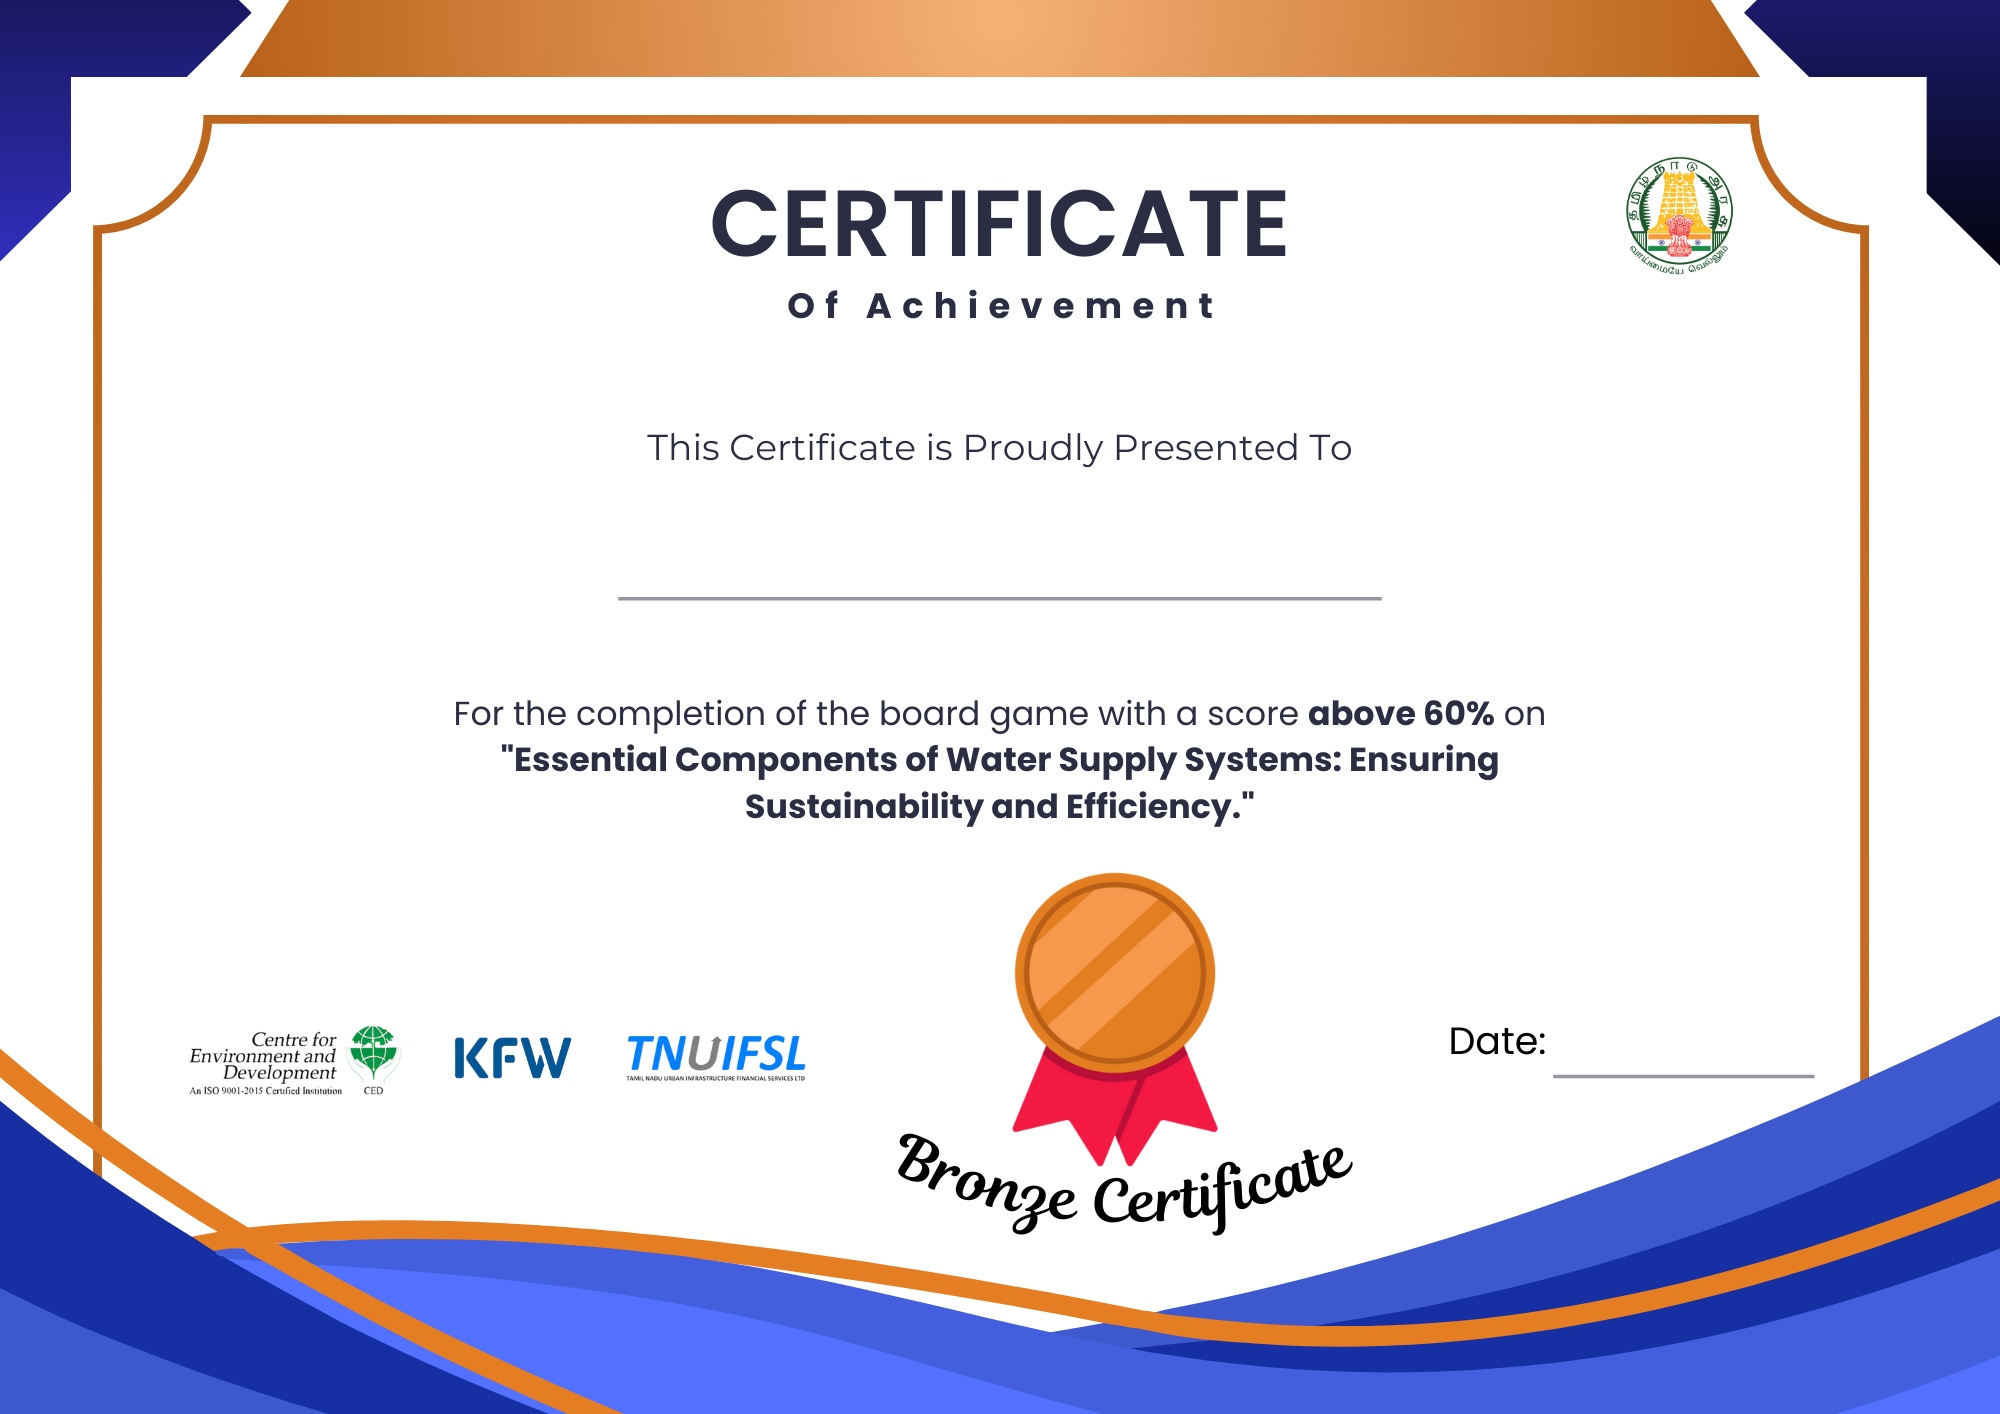 தமிழ்நாடு அரசு
வாய்மையே வெல்லும்
CERTIFICATE
Of Achievement
This Certificate is Proudly Presented To
For the completion of the board game with a score above 60% on
"Essential Components of Water Supply Systems: Ensuring
Sustainability and Efficiency."
Centre for
Environment and
Development
An ISO 9001-2015 Certified Institution
CED
KFW
TNUIFSL
TAMIL NADU URBAN INFRASTRUCTURE FINANCIAL SERVICES LTD
Date:
Bronze Certificate